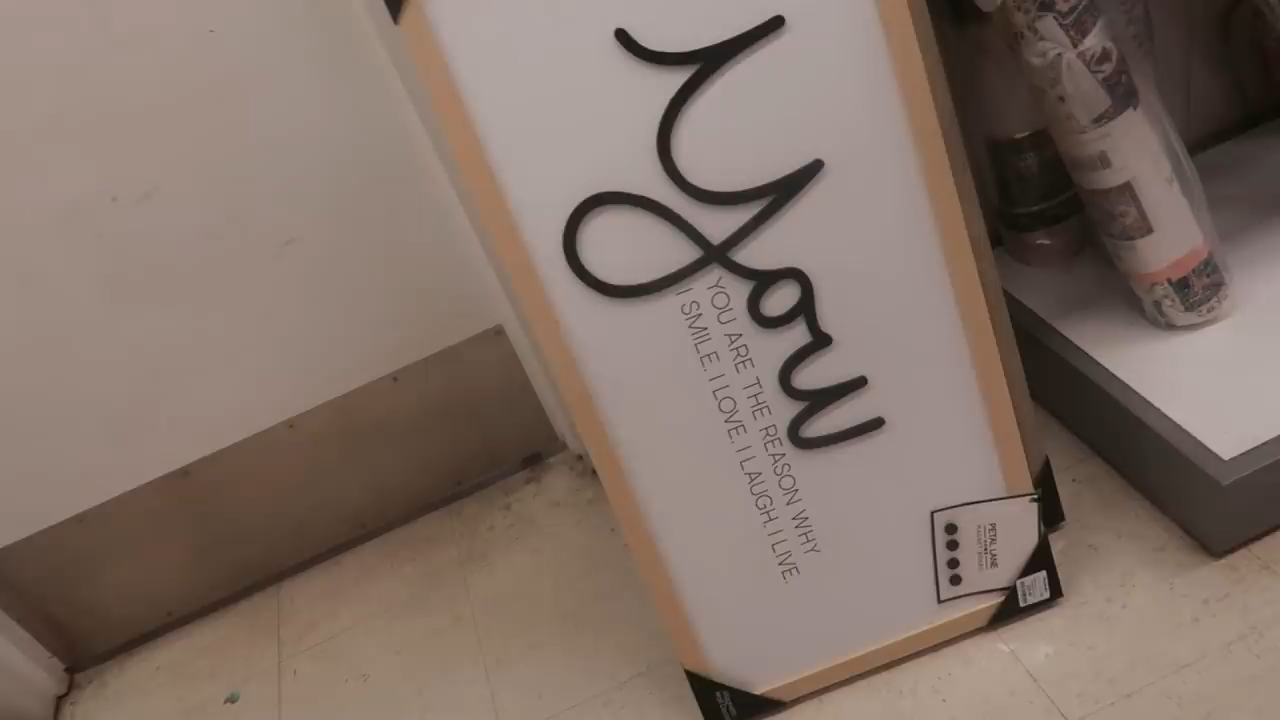 You
YOU ARE THE REASON WHY
I SMILE. I LOVE. I LAUGH. I LIVE.
PETAL LANE